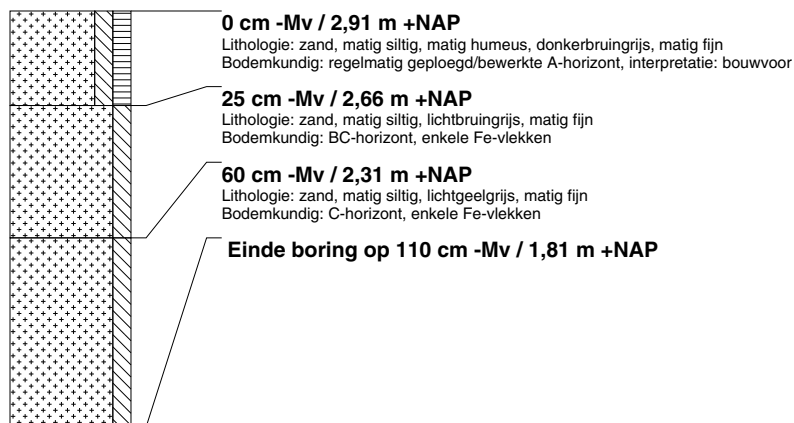 0 cm -Mv / 2,91 m +NAP
Lithologie: zand, matig siltig, matig humeus, donkerbruingrijs, matig fijn
Bodemkundig: regelmatig geploegd/bewerkte A-horizont, interpretatie: bouwvoor
25 cm -Mv / 2,66 m +NAP
Lithologie: zand, matig siltig, lichtbruingrijs, matig fijn
Bodemkundig: BC-horizont, enkele Fe-vlekken
60 cm -Mv / 2,31 m +NAP
Lithologie: zand, matig siltig, lichtgeelgrijs, matig fijn
Bodemkundig: C-horizont, enkele Fe-vlekken
Einde boring op 110 cm -Mv / 1,81 m +NAP